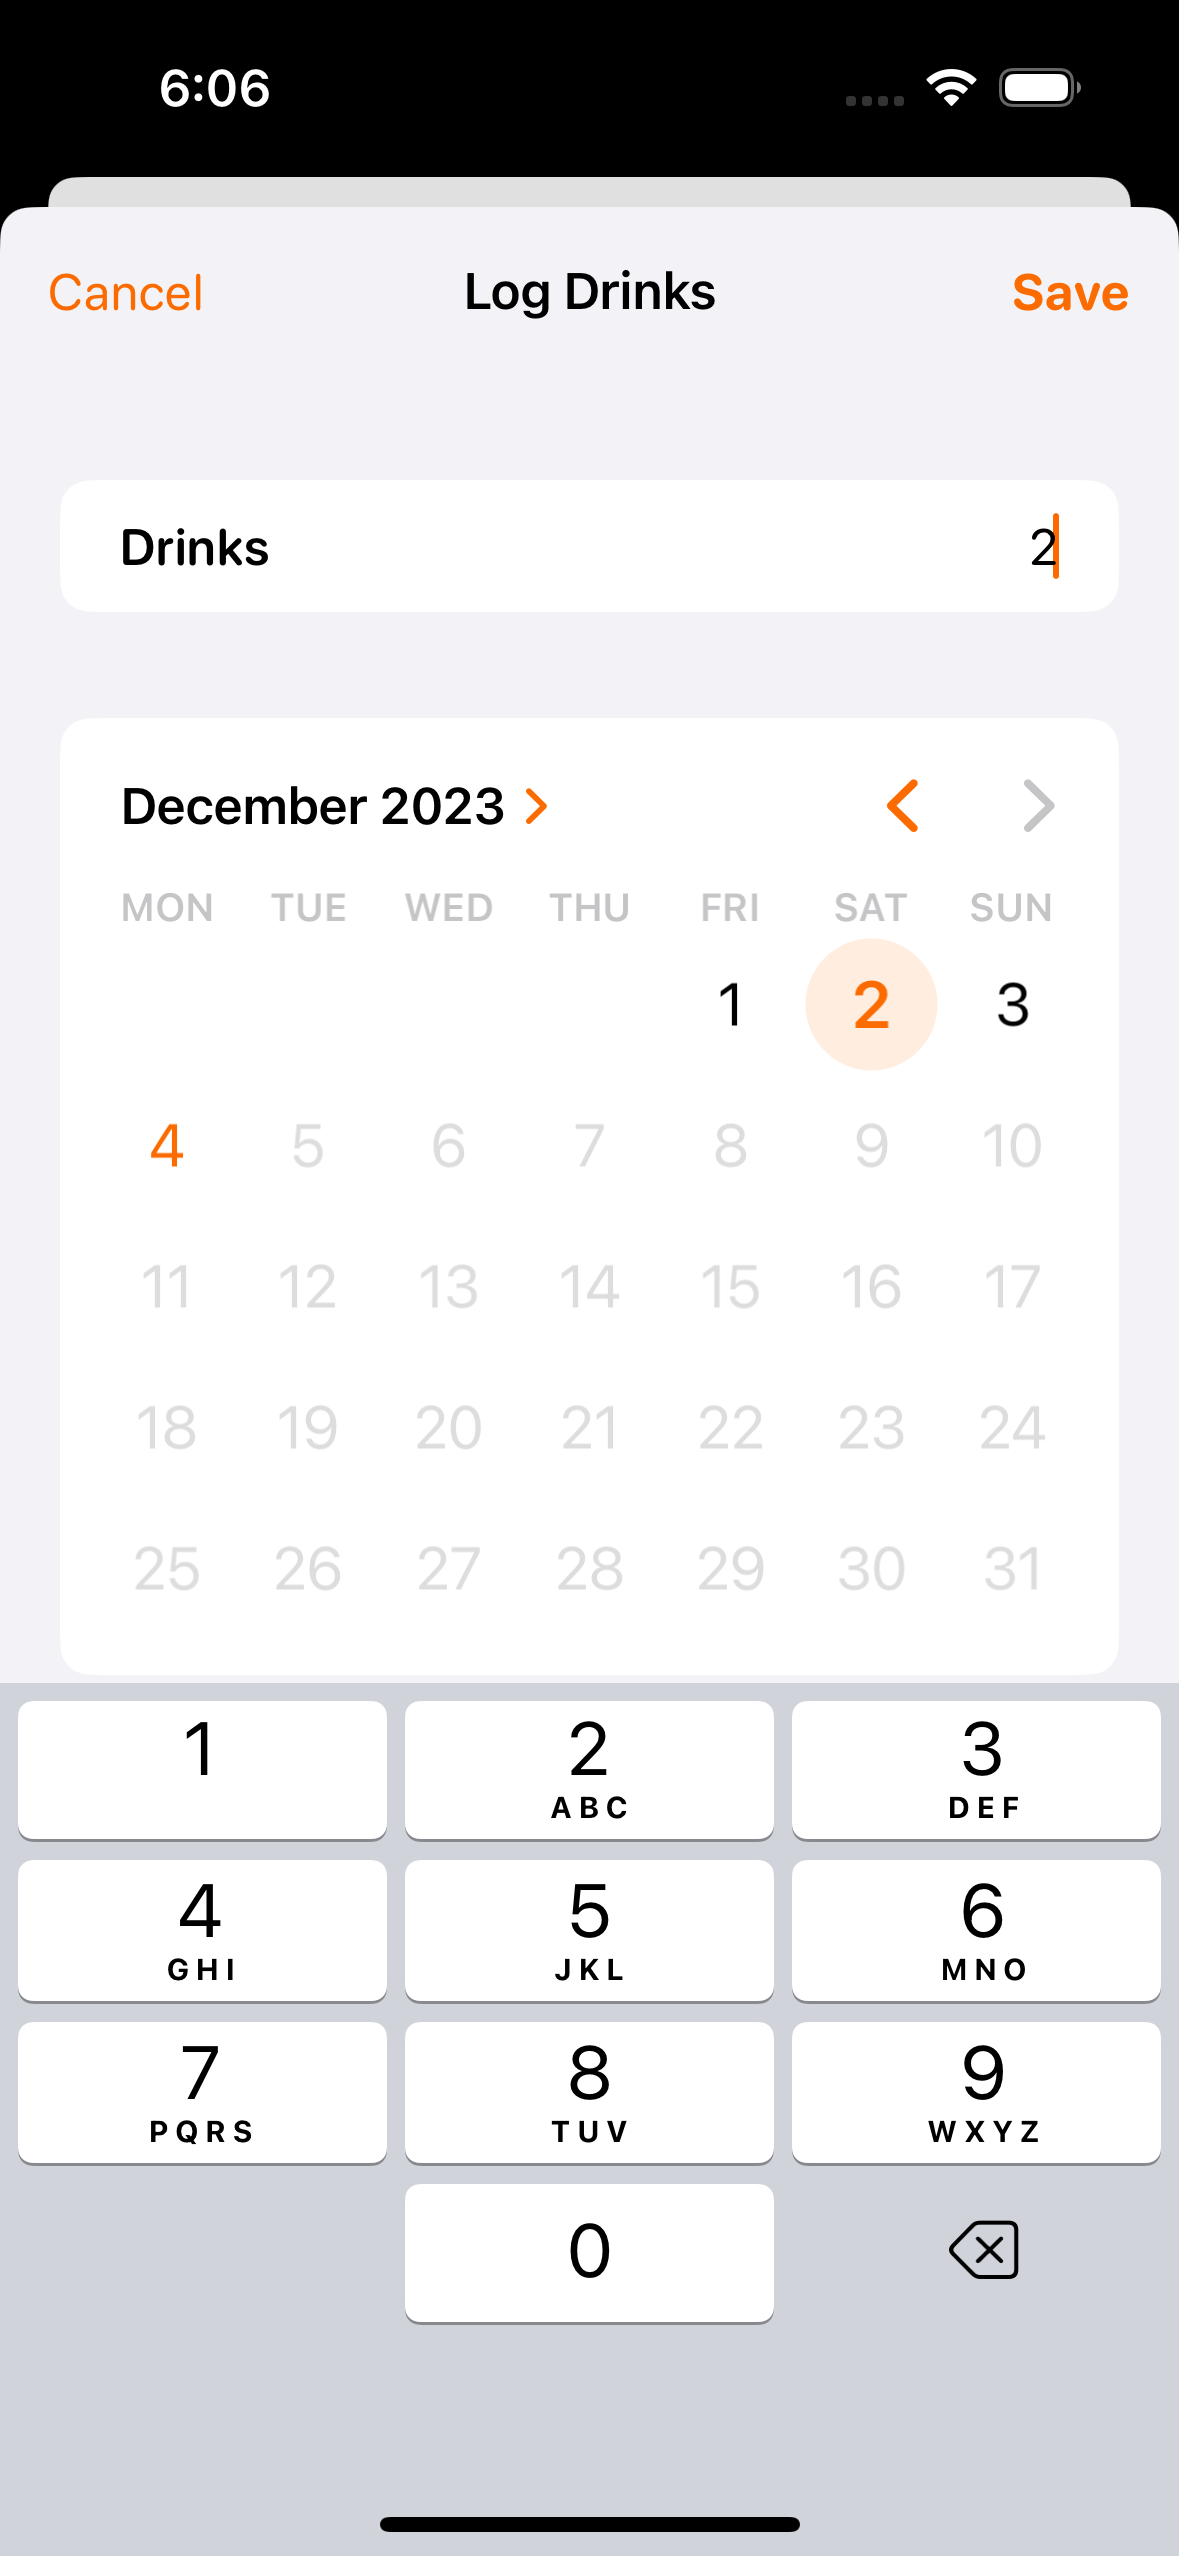 6:06
Cancel Log Drinks Save
Drinks 2
December 2023
MON TUE WED THU FRI SAT SUN
1 2 3
4 5 6 7 8 9 10
11 12 13 14 15 16 17
18 19 20 21 22 23 24
25 26 27 28 29 30 31
1 2 3
ABC DEF
4 5 6
GHI JKL MNO
7 8 9
PQRS TUV WXYZ
0